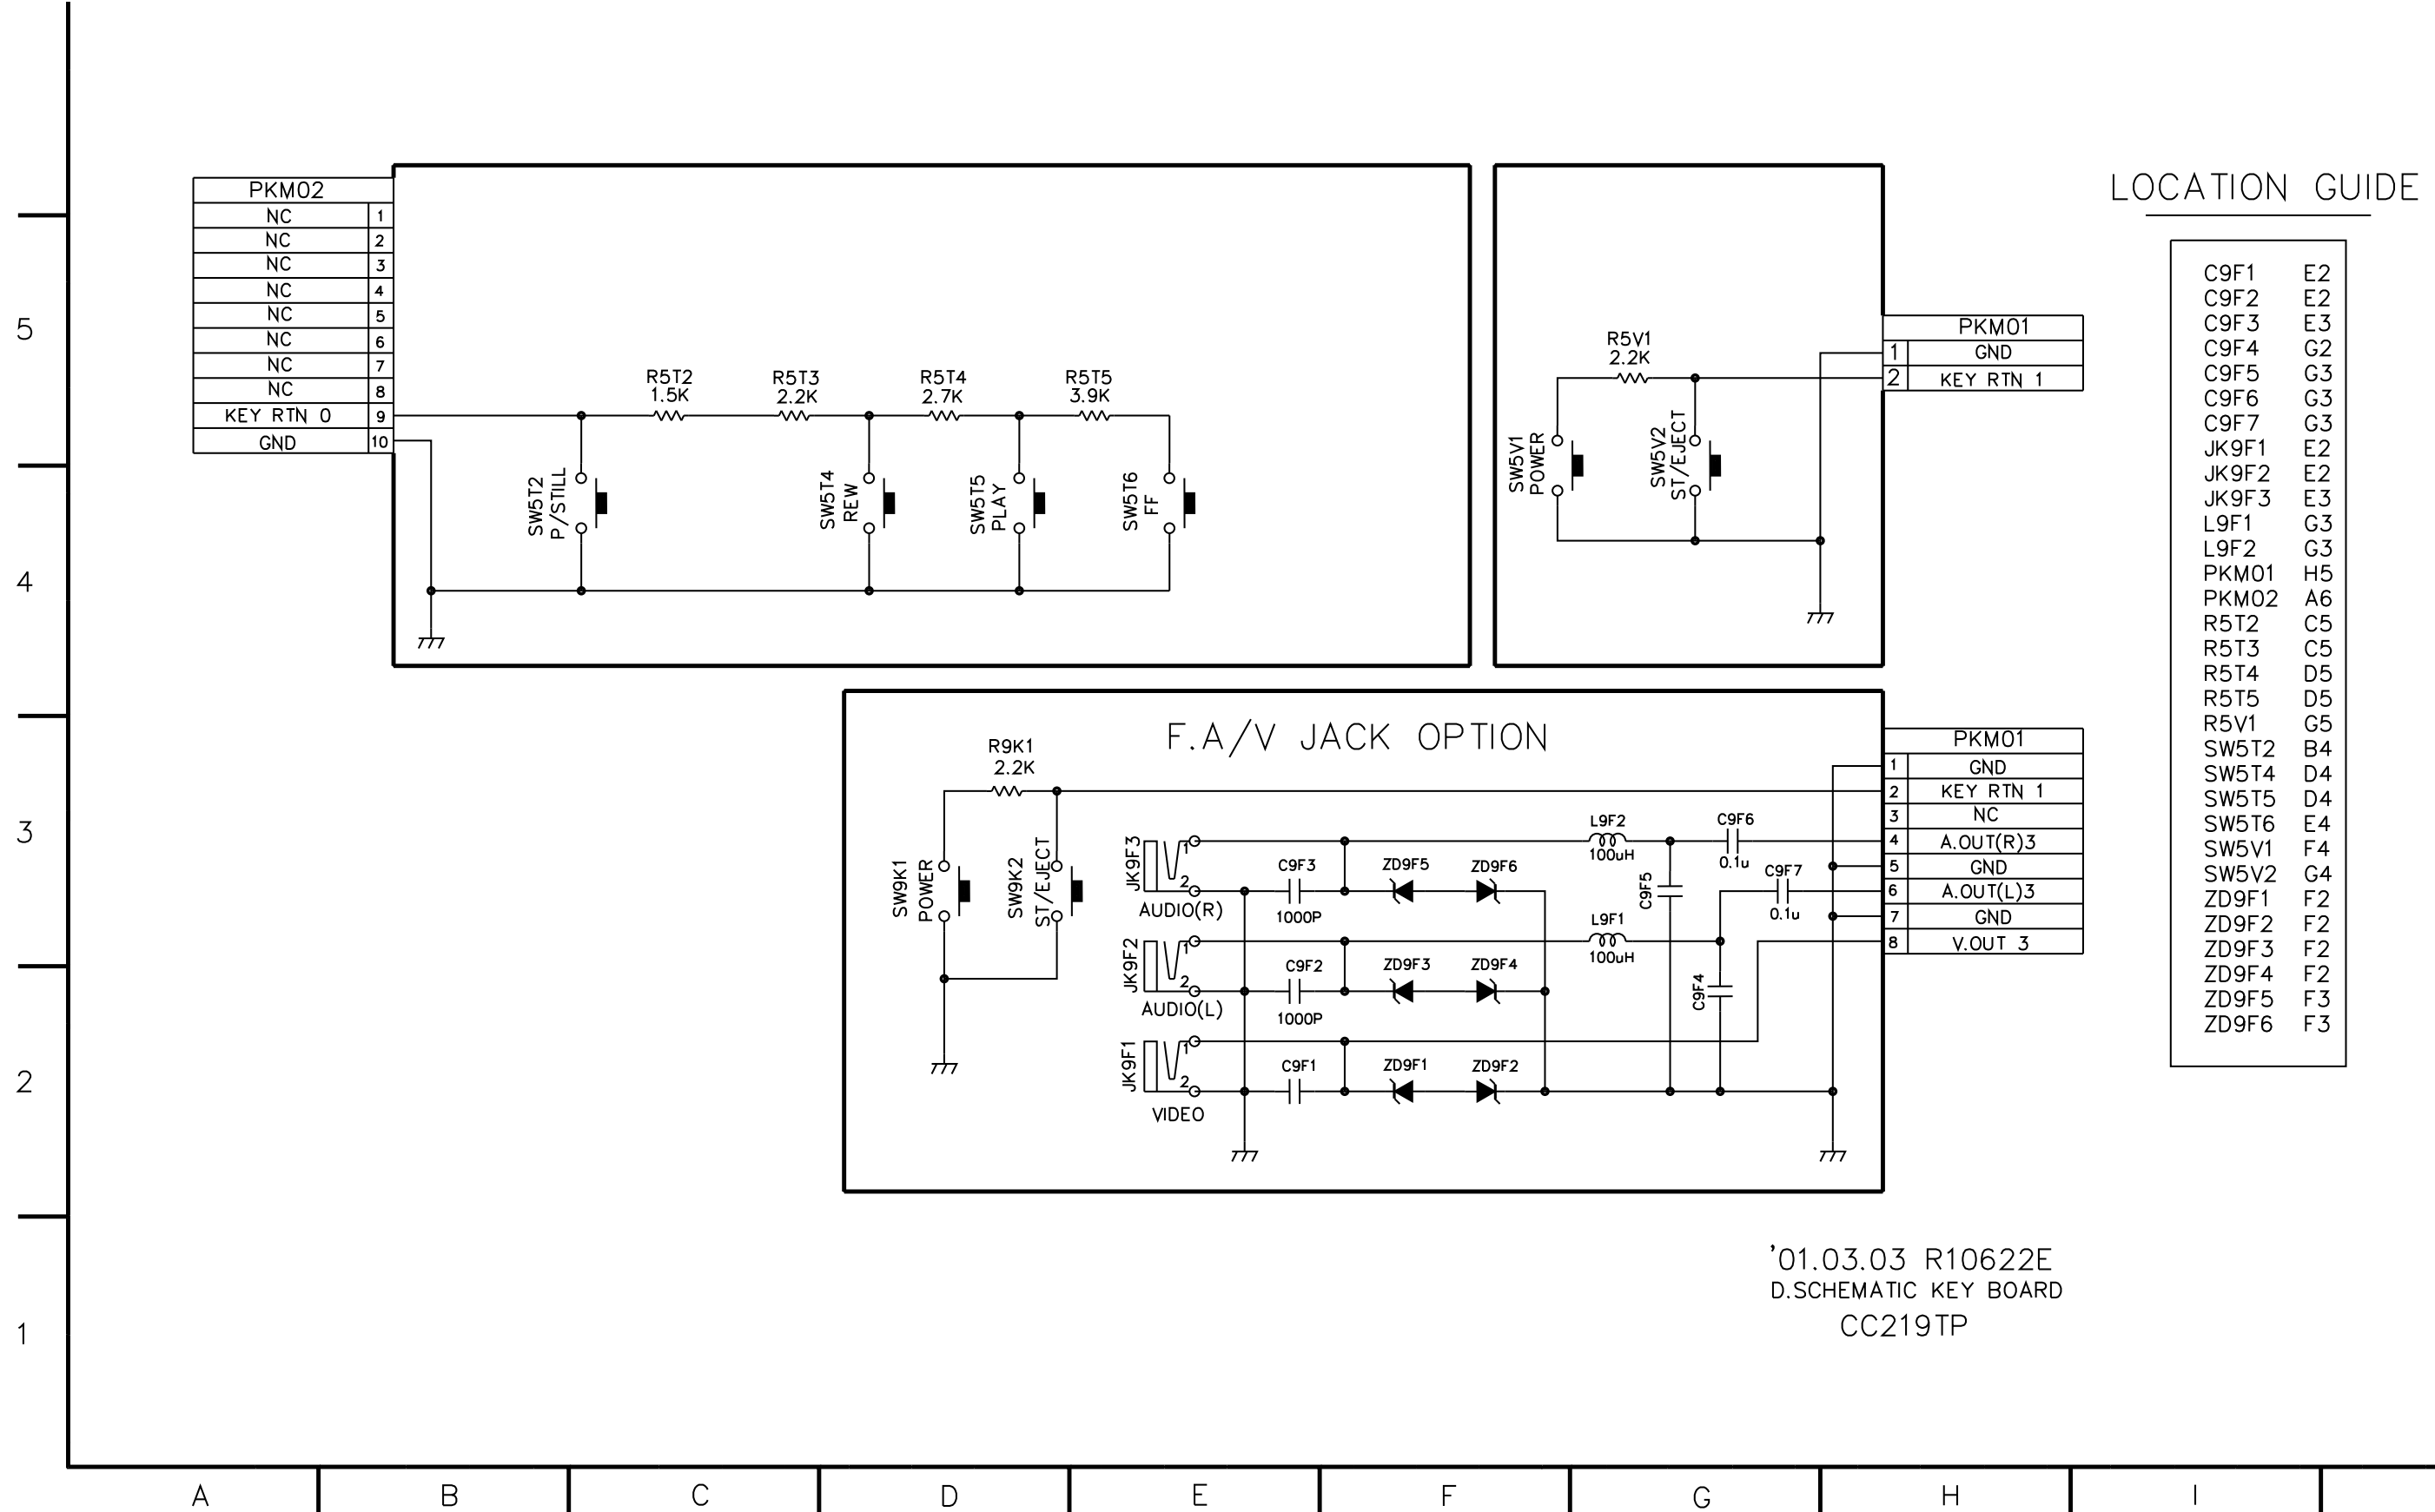 PKM02
NC 1
NC 2
NC 3
NC 4
NC 5
NC 6
NC 7
NC 8
KEY RTN 0 9
GND 10
R5T2
1.5K
R5T3
2.2K
R5T4
2.7K
R5T5
3.9K
SW5T2
P/STILL
SW5T4
REW
SW5T5
PLAY
SW5T6
FF
R5V1
2.2K
SW5V1
POWER
SW5V2
ST/EJECT
PKM01
1 GND
2 KEY RTN 1
F.A/V JACK OPTION
R9K1
2.2K
SW9K1
POWER
SW9K2
ST/EJECT
JK9F3
1
2
AUDIO(R)
C9F3
1000P
ZD9F5
ZD9F6
L9F2
100uH
C9F5
C9F6
0.1u
C9F7
0.1u
JK9F2
1
2
AUDIO(L)
C9F2
1000P
ZD9F3
ZD9F4
L9F1
100uH
C9F4
JK9F1
1
2
VIDEO
C9F1
ZD9F1
ZD9F2
PKM01
1 GND
2 KEY RTN 1
3 NC
4 A.OUT(R)3
5 GND
6 A.OUT(L)3
7 GND
8 V.OUT 3
LOCATION GUIDE
C9F1 E2
C9F2 E2
C9F3 E3
C9F4 G2
C9F5 G3
C9F6 G3
C9F7 G3
JK9F1 E2
JK9F2 E2
JK9F3 E3
L9F1 G3
L9F2 G3
PKM01 H5
PKM02 A6
R5T2 C5
R5T3 C5
R5T4 D5
R5T5 D5
R5V1 G5
SW5T2 B4
SW5T4 D4
SW5T5 D4
SW5T6 E4
SW5V1 F4
SW5V2 G4
ZD9F1 F2
ZD9F2 F2
ZD9F3 F2
ZD9F4 F2
ZD9F5 F3
ZD9F6 F3
'01.03.03 R10622E
D.SCHEMATIC KEY BOARD
CC219TP
5
4
3
2
1
A B C D E F G H I